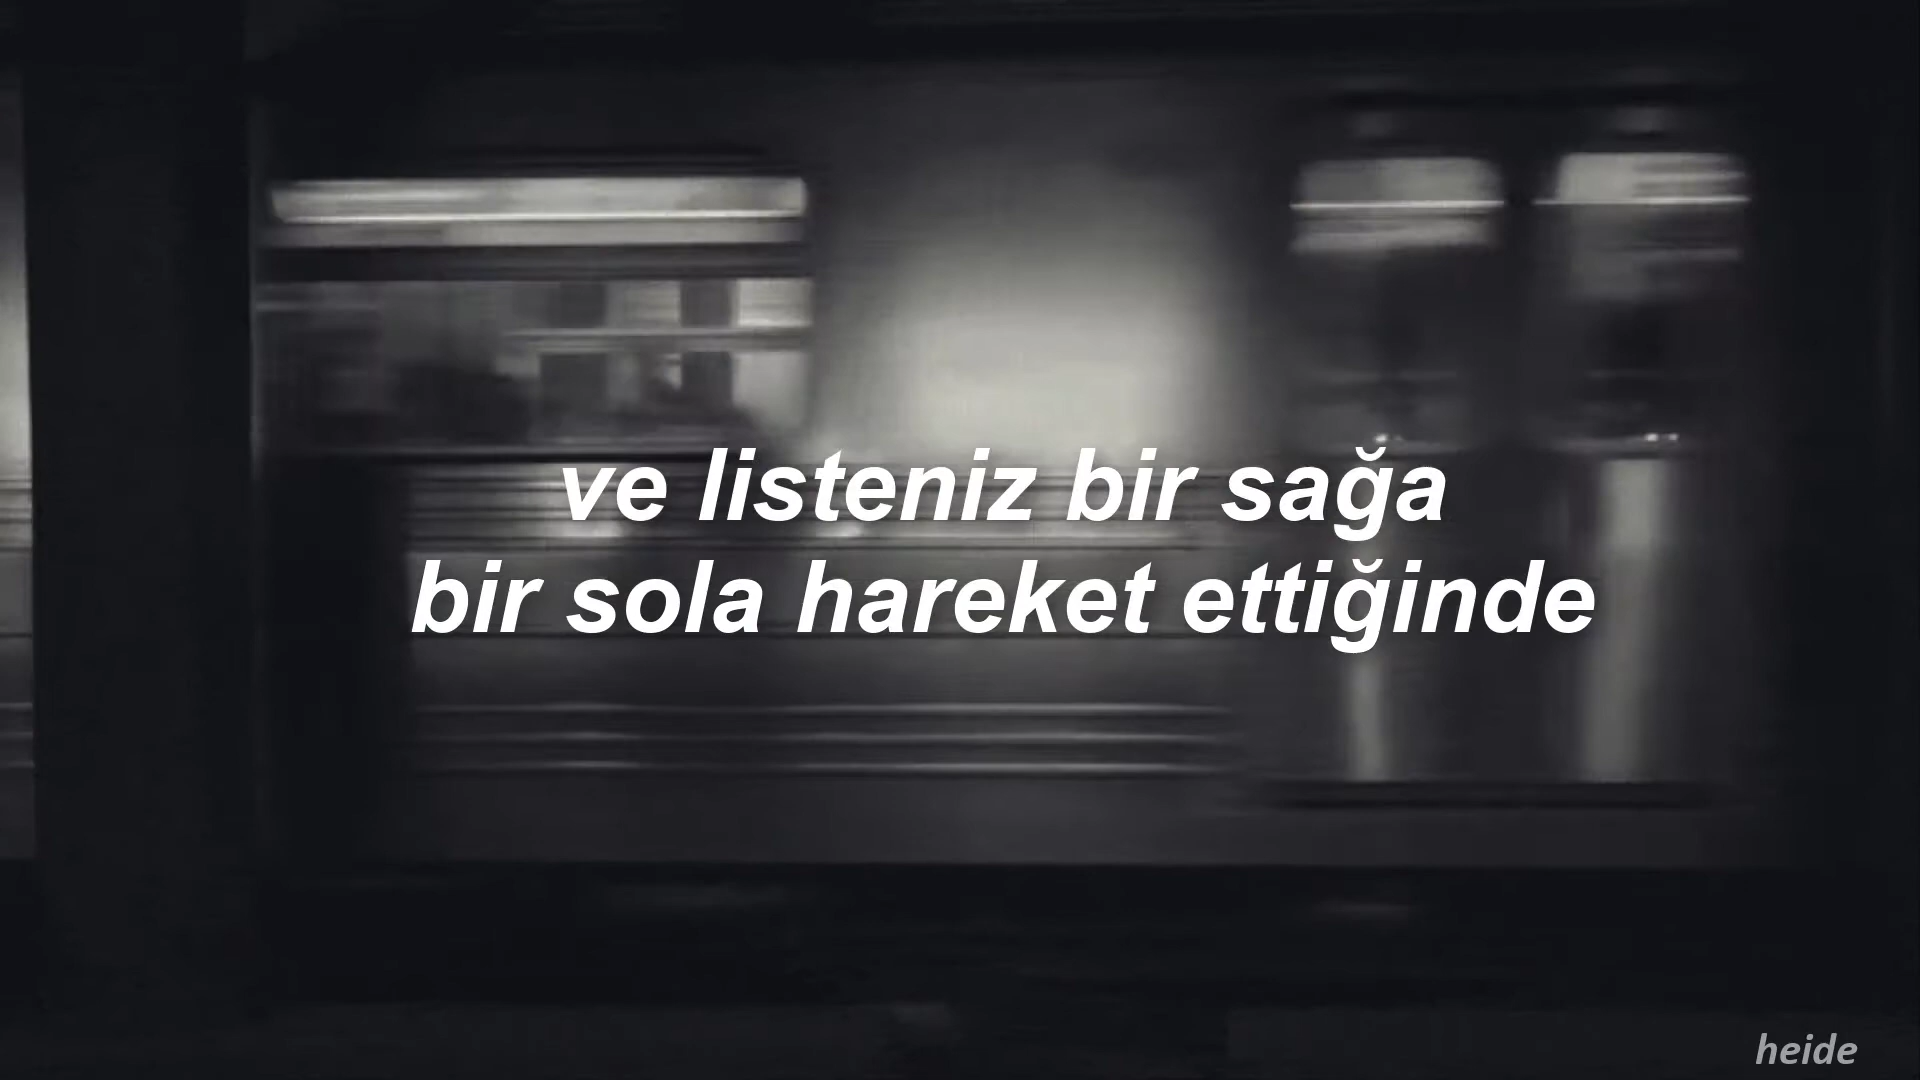 ve listeniz bir sağa
bir sola hareket ettiğinde
heide